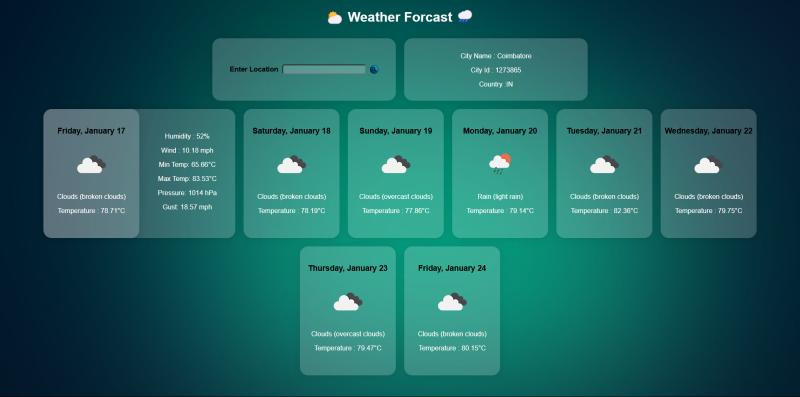 Weather Forcast
Enter Location
City Name : Coimbatore
City Id : 1273865
Country :IN
Friday, January 17
Clouds (broken clouds)
Temperature : 78.71°C
Humidity : 52%
Wind : 10.18 mph
Min Temp: 65.66°C
Max Temp: 83.53°C
Pressure: 1014 hPa
Gust: 18.57 mph
Saturday, January 18
Clouds (broken clouds)
Temperature : 78.19°C
Sunday, January 19
Clouds (overcast clouds)
Temperature : 77.86°C
Monday, January 20
Rain (light rain)
Temperature : 79.14°C
Tuesday, January 21
Clouds (broken clouds)
Temperature : 82.36°C
Wednesday, January 22
Clouds (broken clouds)
Temperature : 79.75°C
Thursday, January 23
Clouds (overcast clouds)
Temperature : 79.47°C
Friday, January 24
Clouds (broken clouds)
Temperature : 80.15°C